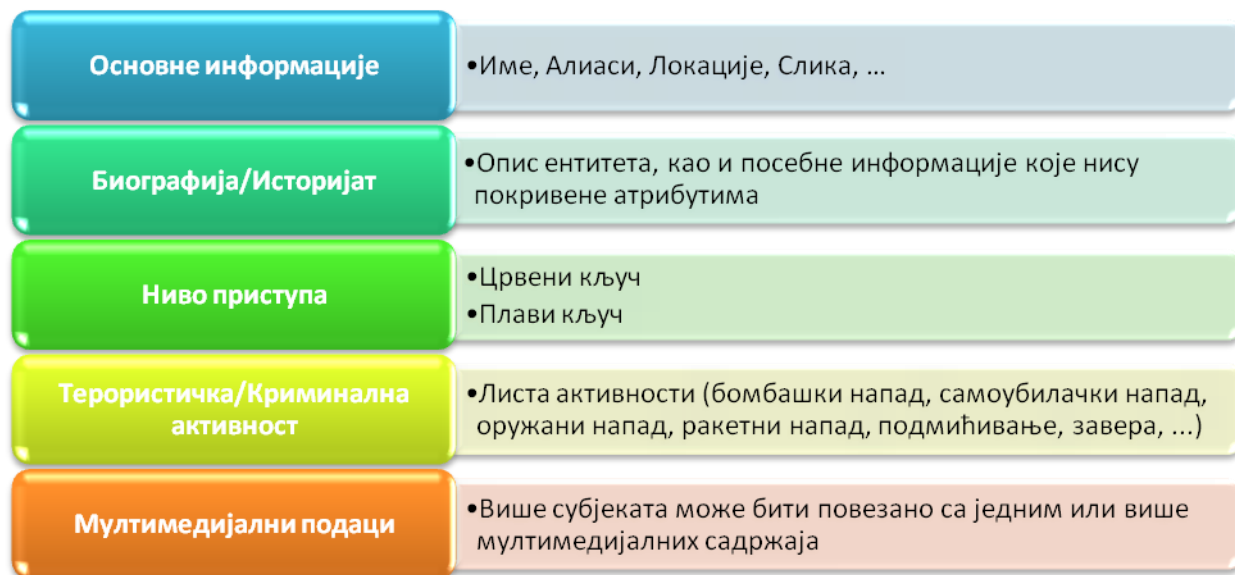 Основне информације
•Име, Алиаси, Локације, Слика, ...
Биографија/Историјат
•Опис ентитета, као и посебне информације које нису
покривене атрибутима
Ниво приступа
•Црвени кључ
•Плави кључ
Терористичка/Криминална
активност
•Листа активности (бомбашки напад, самоубилачки напад,
оружани напад, ракетни напад, подмићивање, завера, ...)
Мултимедијални подаци
•Више субјеката може бити повезано са једним или више
мултимедијалних садржаја